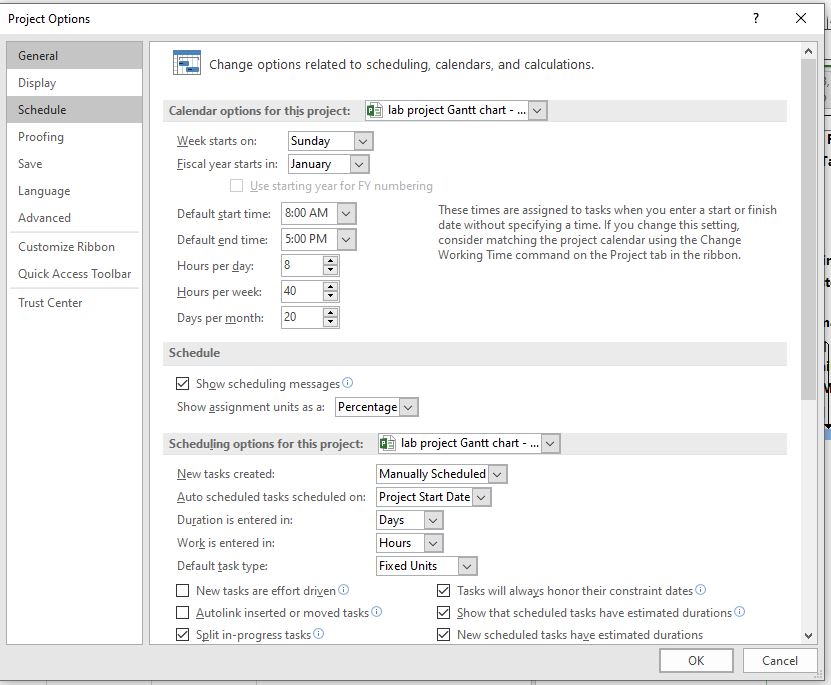 Project Options
?
General
Display
Schedule
Proofing
Save
Language
Advanced
Customize Ribbon
Quick Access Toolbar
Trust Center
Change options related to scheduling, calendars, and calculations.
Calendar options for this project: lab project Gantt chart - ...
Week starts on: Sunday
Fiscal year starts in: January
Use starting year for FY numbering
Default start time: 8:00 AM
Default end time: 5:00 PM
Hours per day: 8
Hours per week: 40
Days per month: 20
These times are assigned to tasks when you enter a start or finish
date without specifying a time. If you change this setting,
consider matching the project calendar using the Change
Working Time command on the Project tab in the ribbon.
Schedule
Show scheduling messages
Show assignment units as a: Percentage
Scheduling options for this project: lab project Gantt chart - ...
New tasks created: Manually Scheduled
Auto scheduled tasks scheduled on: Project Start Date
Duration is entered in: Days
Work is entered in: Hours
Default task type: Fixed Units
New tasks are effort driven
Tasks will always honor their constraint dates
Autolink inserted or moved tasks
Show that scheduled tasks have estimated durations
Split in-progress tasks
New scheduled tasks have estimated durations
OK
Cancel